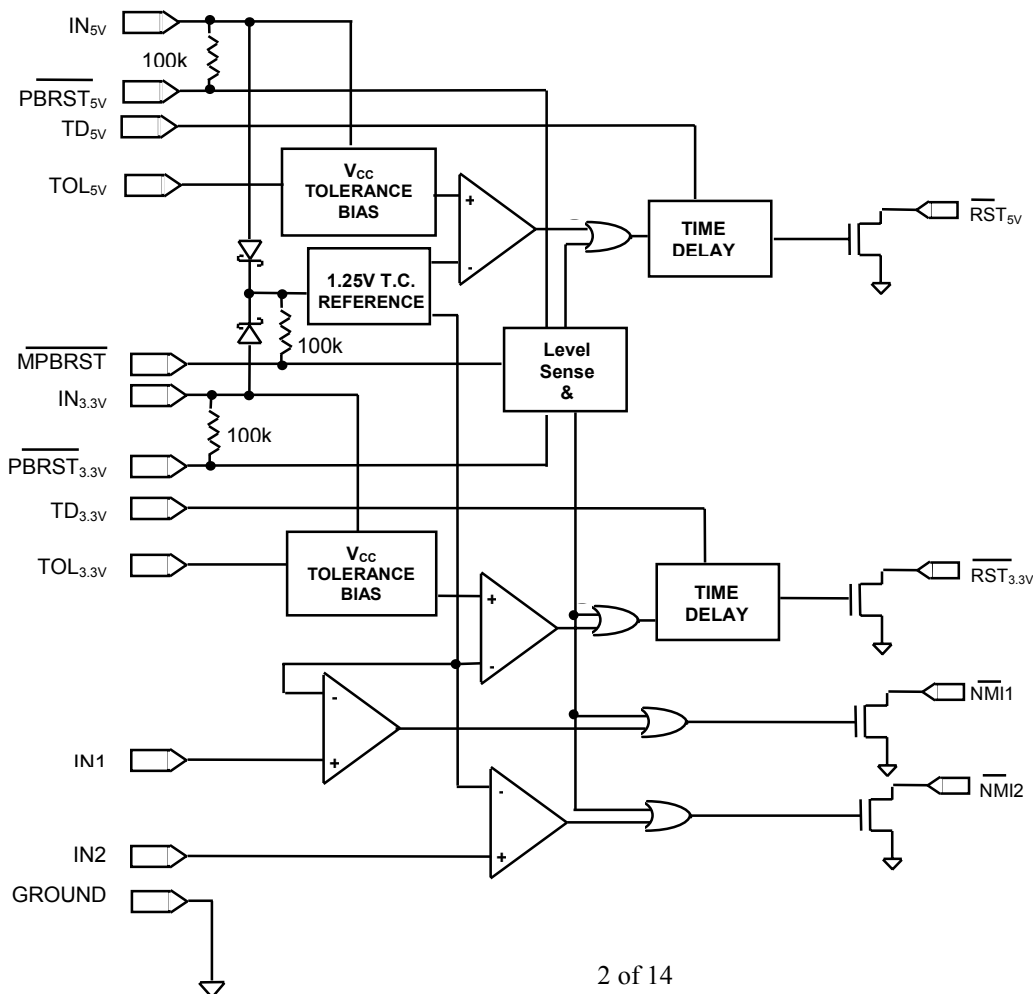 IN5V
100k
PBRST5V
TD5V
TOL5V
VCC
TOLERANCE
BIAS
+
-
TIME
DELAY
RST5V
1.25V T.C.
REFERENCE
100k
MPBRST
Level
Sense
&
IN3.3V
100k
PBRST3.3V
TD3.3V
TOL3.3V
VCC
TOLERANCE
BIAS
+
-
TIME
DELAY
RST3.3V
-
+
IN1
NMI1
-
+
IN2
NMI2
GROUND
2 of 14